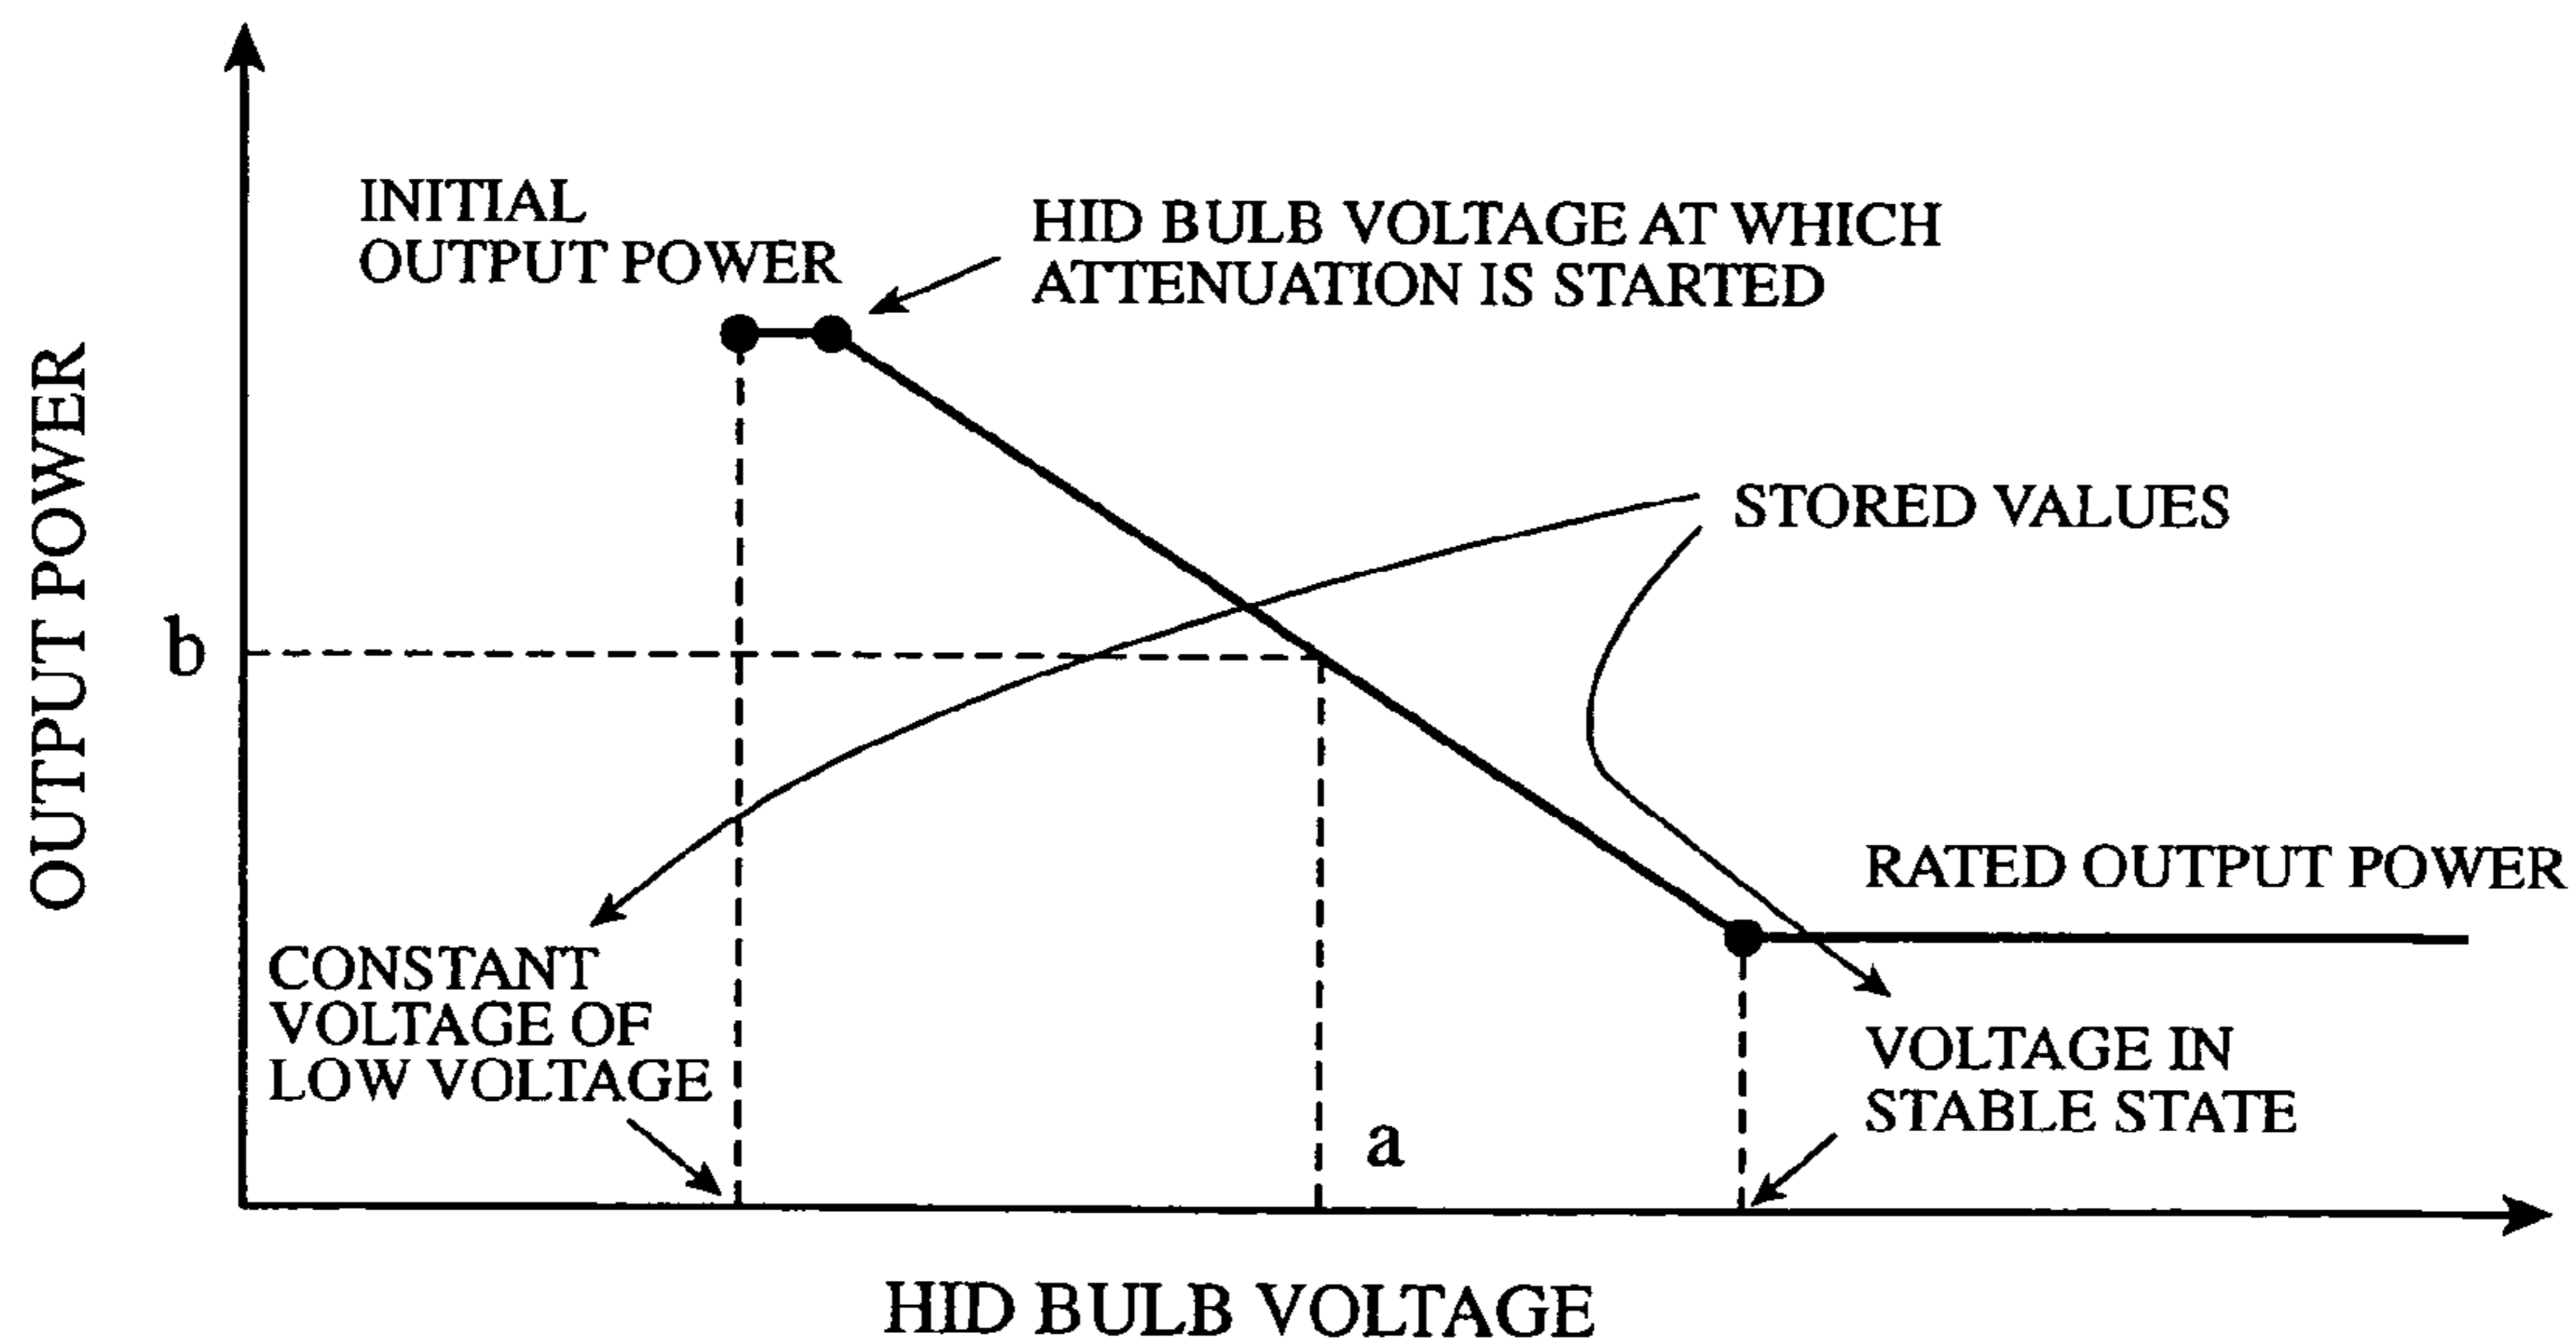 INITIAL
OUTPUT POWER
HID BULB VOLTAGE AT WHICH
ATTENUATION IS STARTED
STORED VALUES
OUTPUT POWER
b
RATED OUTPUT POWER
CONSTANT
VOLTAGE OF
LOW VOLTAGE
VOLTAGE IN
STABLE STATE
a
HID BULB VOLTAGE